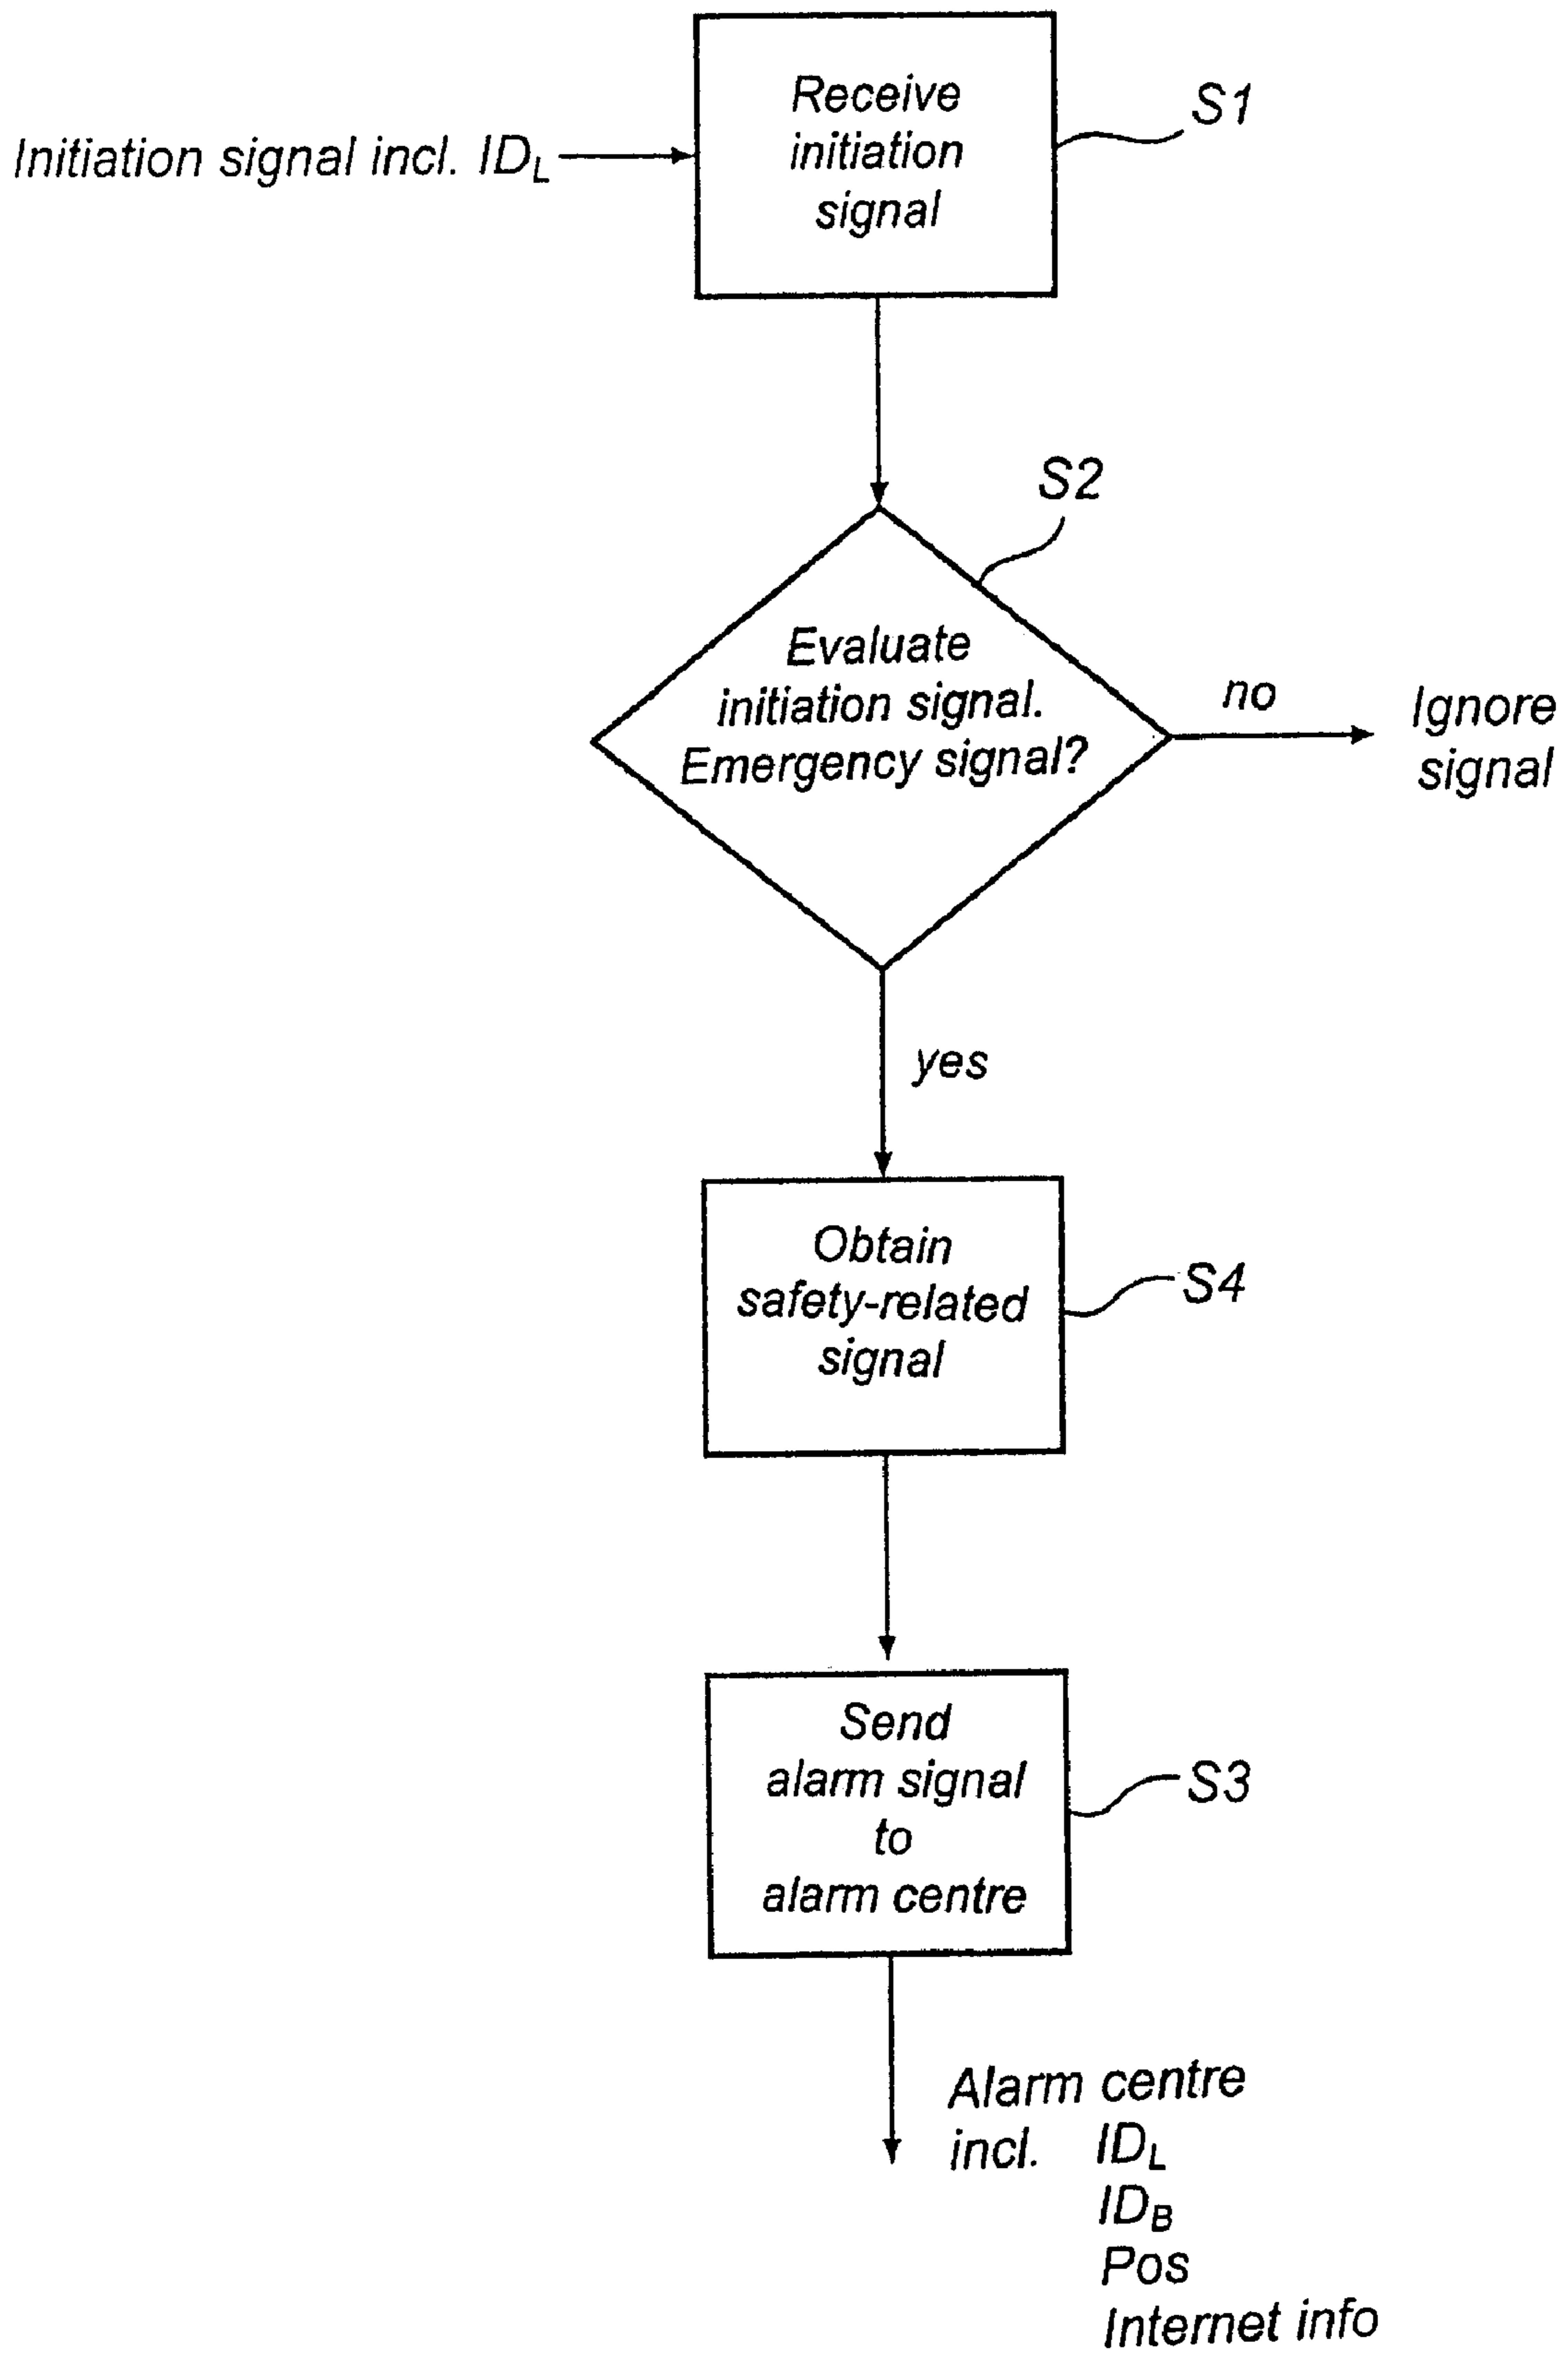 Receive
initiation
signal
S1
Initiation signal incl. ID_L
S2
Evaluate
initiation signal.
Emergency signal?
no
Ignore
signal
yes
Obtain
safety-related
signal
S4
Send
alarm signal
to
alarm centre
S3
Alarm centre
incl. ID_L
ID_B
Pos
Internet info